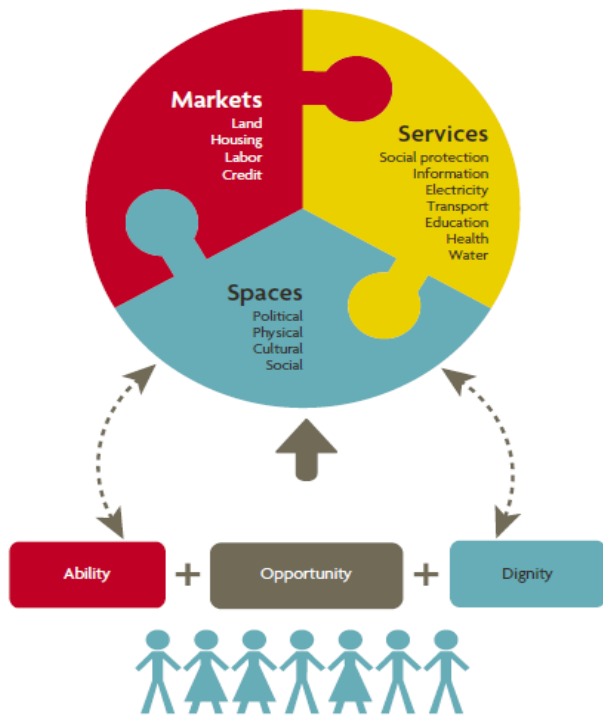 Markets
Land
Housing
Labor
Credit
Services
Social protection
Information
Electricity
Transport
Education
Health
Water
Spaces
Political
Physical
Cultural
Social
Ability + Opportunity + Dignity